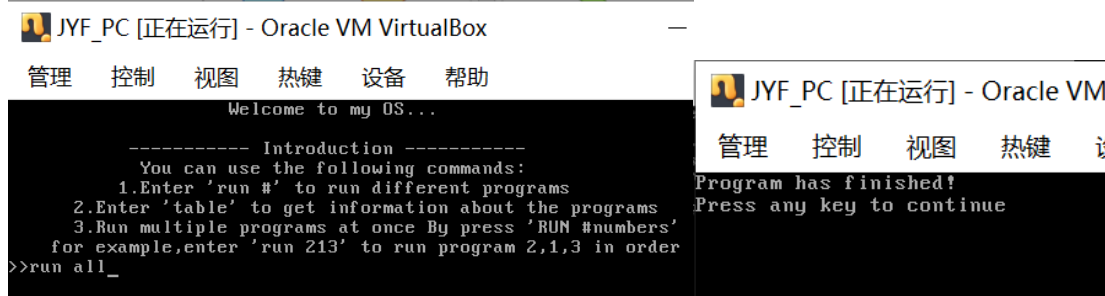 JYF_PC [正在运行] - Oracle VM VirtualBox
管理 控制 视图 热键 设备 帮助
Welcome to my OS...
----------- Introduction -----------
You can use the following commands:
1.Enter 'run #' to run different programs
2.Enter 'table' to get information about the programs
3.Run multiple programs at once By press 'RUN #numbers'
for example,enter 'run 213' to run program 2,1,3 in order
>>run all_
JYF_PC [正在运行] - Oracle VM
管理 控制 视图 热键
Program has finished!
Press any key to continue